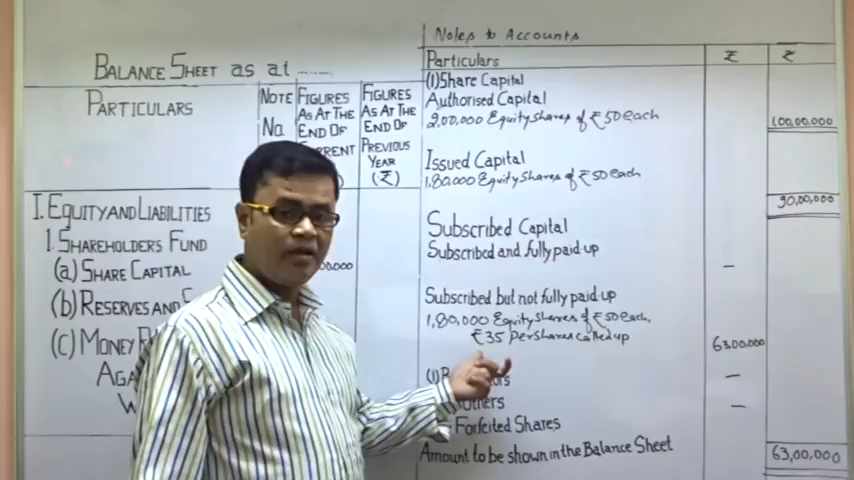 BALANCE SHEET as at ......
PARTICULARS
NOTE
No.
FIGURES
AS AT THE
END OF
CURRENT
FIGURES
AS AT THE
END OF
PREVIOUS
YEAR
(₹)
I. EQUITY AND LIABILITIES
1. SHAREHOLDERS FUND
(a) SHARE CAPITAL
(b) RESERVES AND
(c) MONEY
Notes to Accounts
Particulars ₹ ₹
(1) Share Capital
Authorised Capital
2,00,000 Equity shares of ₹50 each 1,00,00,000
Issued Capital
1,80,000 Equity shares of ₹50 each 90,00,000
Subscribed Capital
Subscribed and fully paid up –
Subscribed but not fully paid up
1,80,000 Equity shares of ₹50 each,
₹35 per shares called up 63,00,000
(1) –
Others –
Forfeited Shares
Amount to be shown in the Balance Sheet 63,00,000